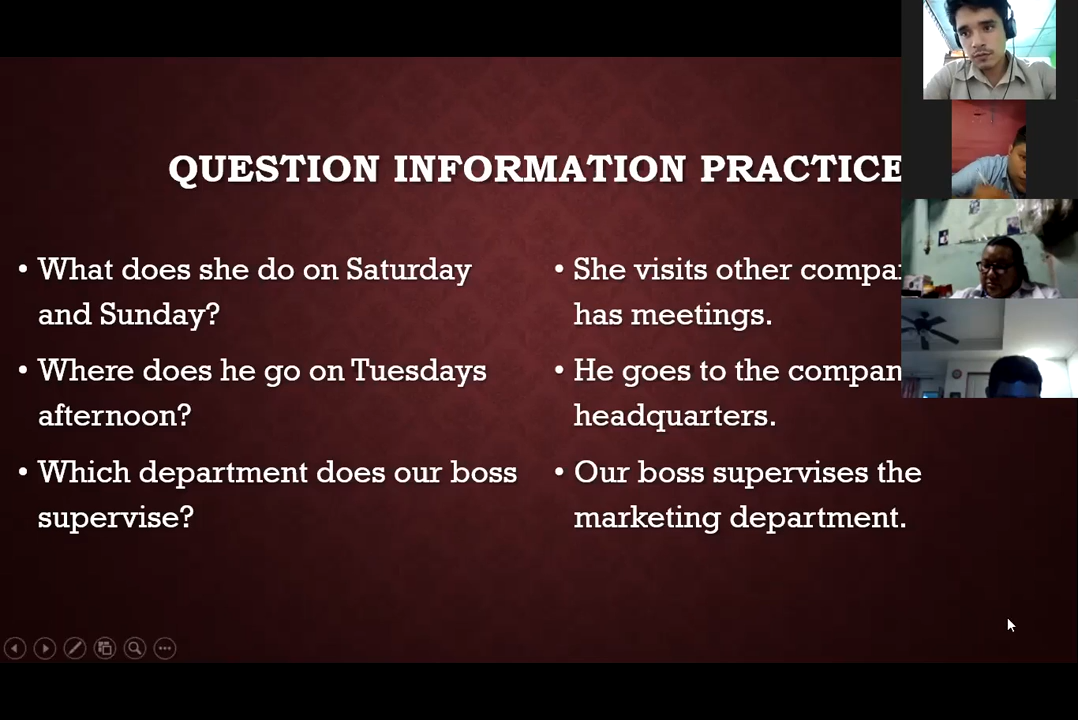 QUESTION INFORMATION PRACTICE
• What does she do on Saturday
and Sunday?
• Where does he go on Tuesdays
afternoon?
• Which department does our boss
supervise?
• She visits other
has meetings.
• He goes to the
headquarters.
• Our boss supervises the
marketing department.